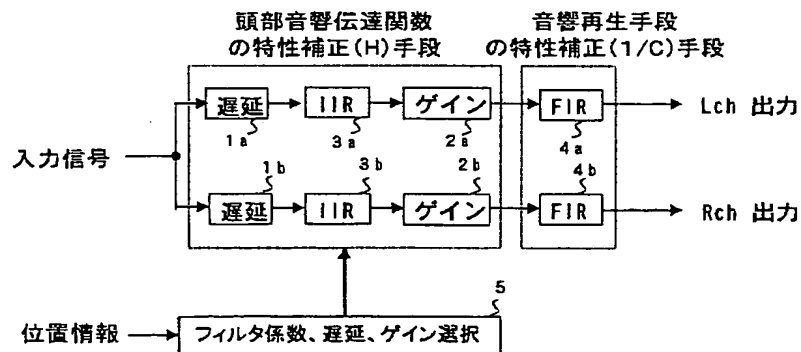 頭部音響伝達関数
の特性補正(H)手段
音響再生手段
の特性補正(1/C)手段
遅延 IIR ゲイン FIR Lch 出力
1a 3a 2a 4a
入力信号
1b 3b 2b 4b
遅延 IIR ゲイン FIR Rch 出力
5
位置情報 フィルタ係数、遅延、ゲイン選択